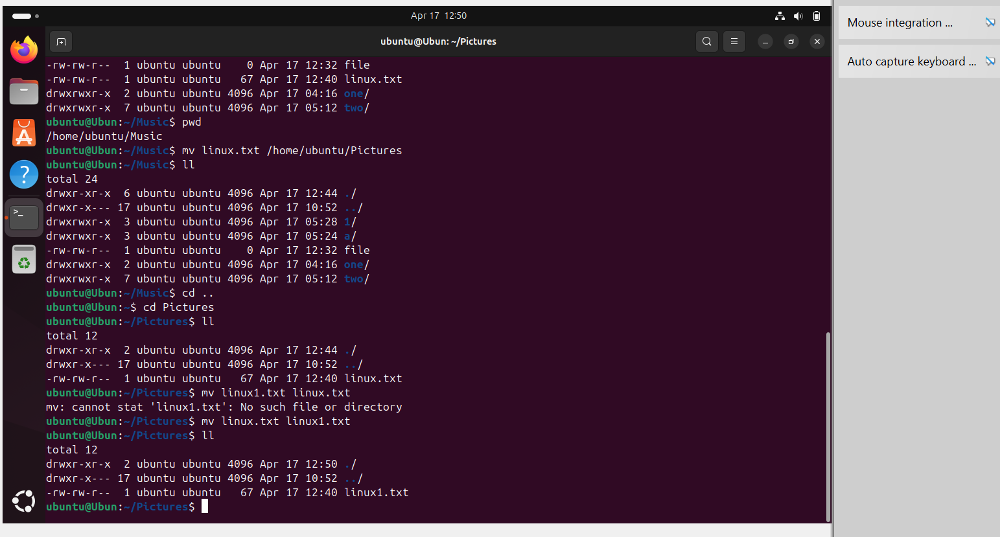 Apr 17 12:50
ubuntu@Ubun: ~/Pictures
-rw-rw-r--  1 ubuntu ubuntu    0 Apr 17 12:32 file
-rw-rw-r--  1 ubuntu ubuntu   67 Apr 17 12:40 linux.txt
drwxrwxr-x  2 ubuntu ubuntu 4096 Apr 17 04:16 one/
drwxrwxr-x  7 ubuntu ubuntu 4096 Apr 17 05:12 two/
ubuntu@Ubun:~/Music$ pwd
/home/ubuntu/Music
ubuntu@Ubun:~/Music$ mv linux.txt /home/ubuntu/Pictures
ubuntu@Ubun:~/Music$ ll
total 24
drwxr-xr-x  6 ubuntu ubuntu 4096 Apr 17 12:44 ./
drwxr-x--- 17 ubuntu ubuntu 4096 Apr 17 10:52 ../
drwxrwxr-x  3 ubuntu ubuntu 4096 Apr 17 05:28 1/
drwxrwxr-x  3 ubuntu ubuntu 4096 Apr 17 05:24 a/
-rw-rw-r--  1 ubuntu ubuntu    0 Apr 17 12:32 file
drwxrwxr-x  2 ubuntu ubuntu 4096 Apr 17 04:16 one/
drwxrwxr-x  7 ubuntu ubuntu 4096 Apr 17 05:12 two/
ubuntu@Ubun:~/Music$ cd ..
ubuntu@Ubun:~$ cd Pictures
ubuntu@Ubun:~/Pictures$ ll
total 12
drwxr-xr-x  2 ubuntu ubuntu 4096 Apr 17 12:44 ./
drwxr-x--- 17 ubuntu ubuntu 4096 Apr 17 10:52 ../
-rw-rw-r--  1 ubuntu ubuntu   67 Apr 17 12:40 linux.txt
ubuntu@Ubun:~/Pictures$ mv linux1.txt linux.txt
mv: cannot stat 'linux1.txt': No such file or directory
ubuntu@Ubun:~/Pictures$ mv linux.txt linux1.txt
ubuntu@Ubun:~/Pictures$ ll
total 12
drwxr-xr-x  2 ubuntu ubuntu 4096 Apr 17 12:50 ./
drwxr-x--- 17 ubuntu ubuntu 4096 Apr 17 10:52 ../
-rw-rw-r--  1 ubuntu ubuntu   67 Apr 17 12:40 linux1.txt
ubuntu@Ubun:~/Pictures$
Mouse integration ...
Auto capture keyboard ...